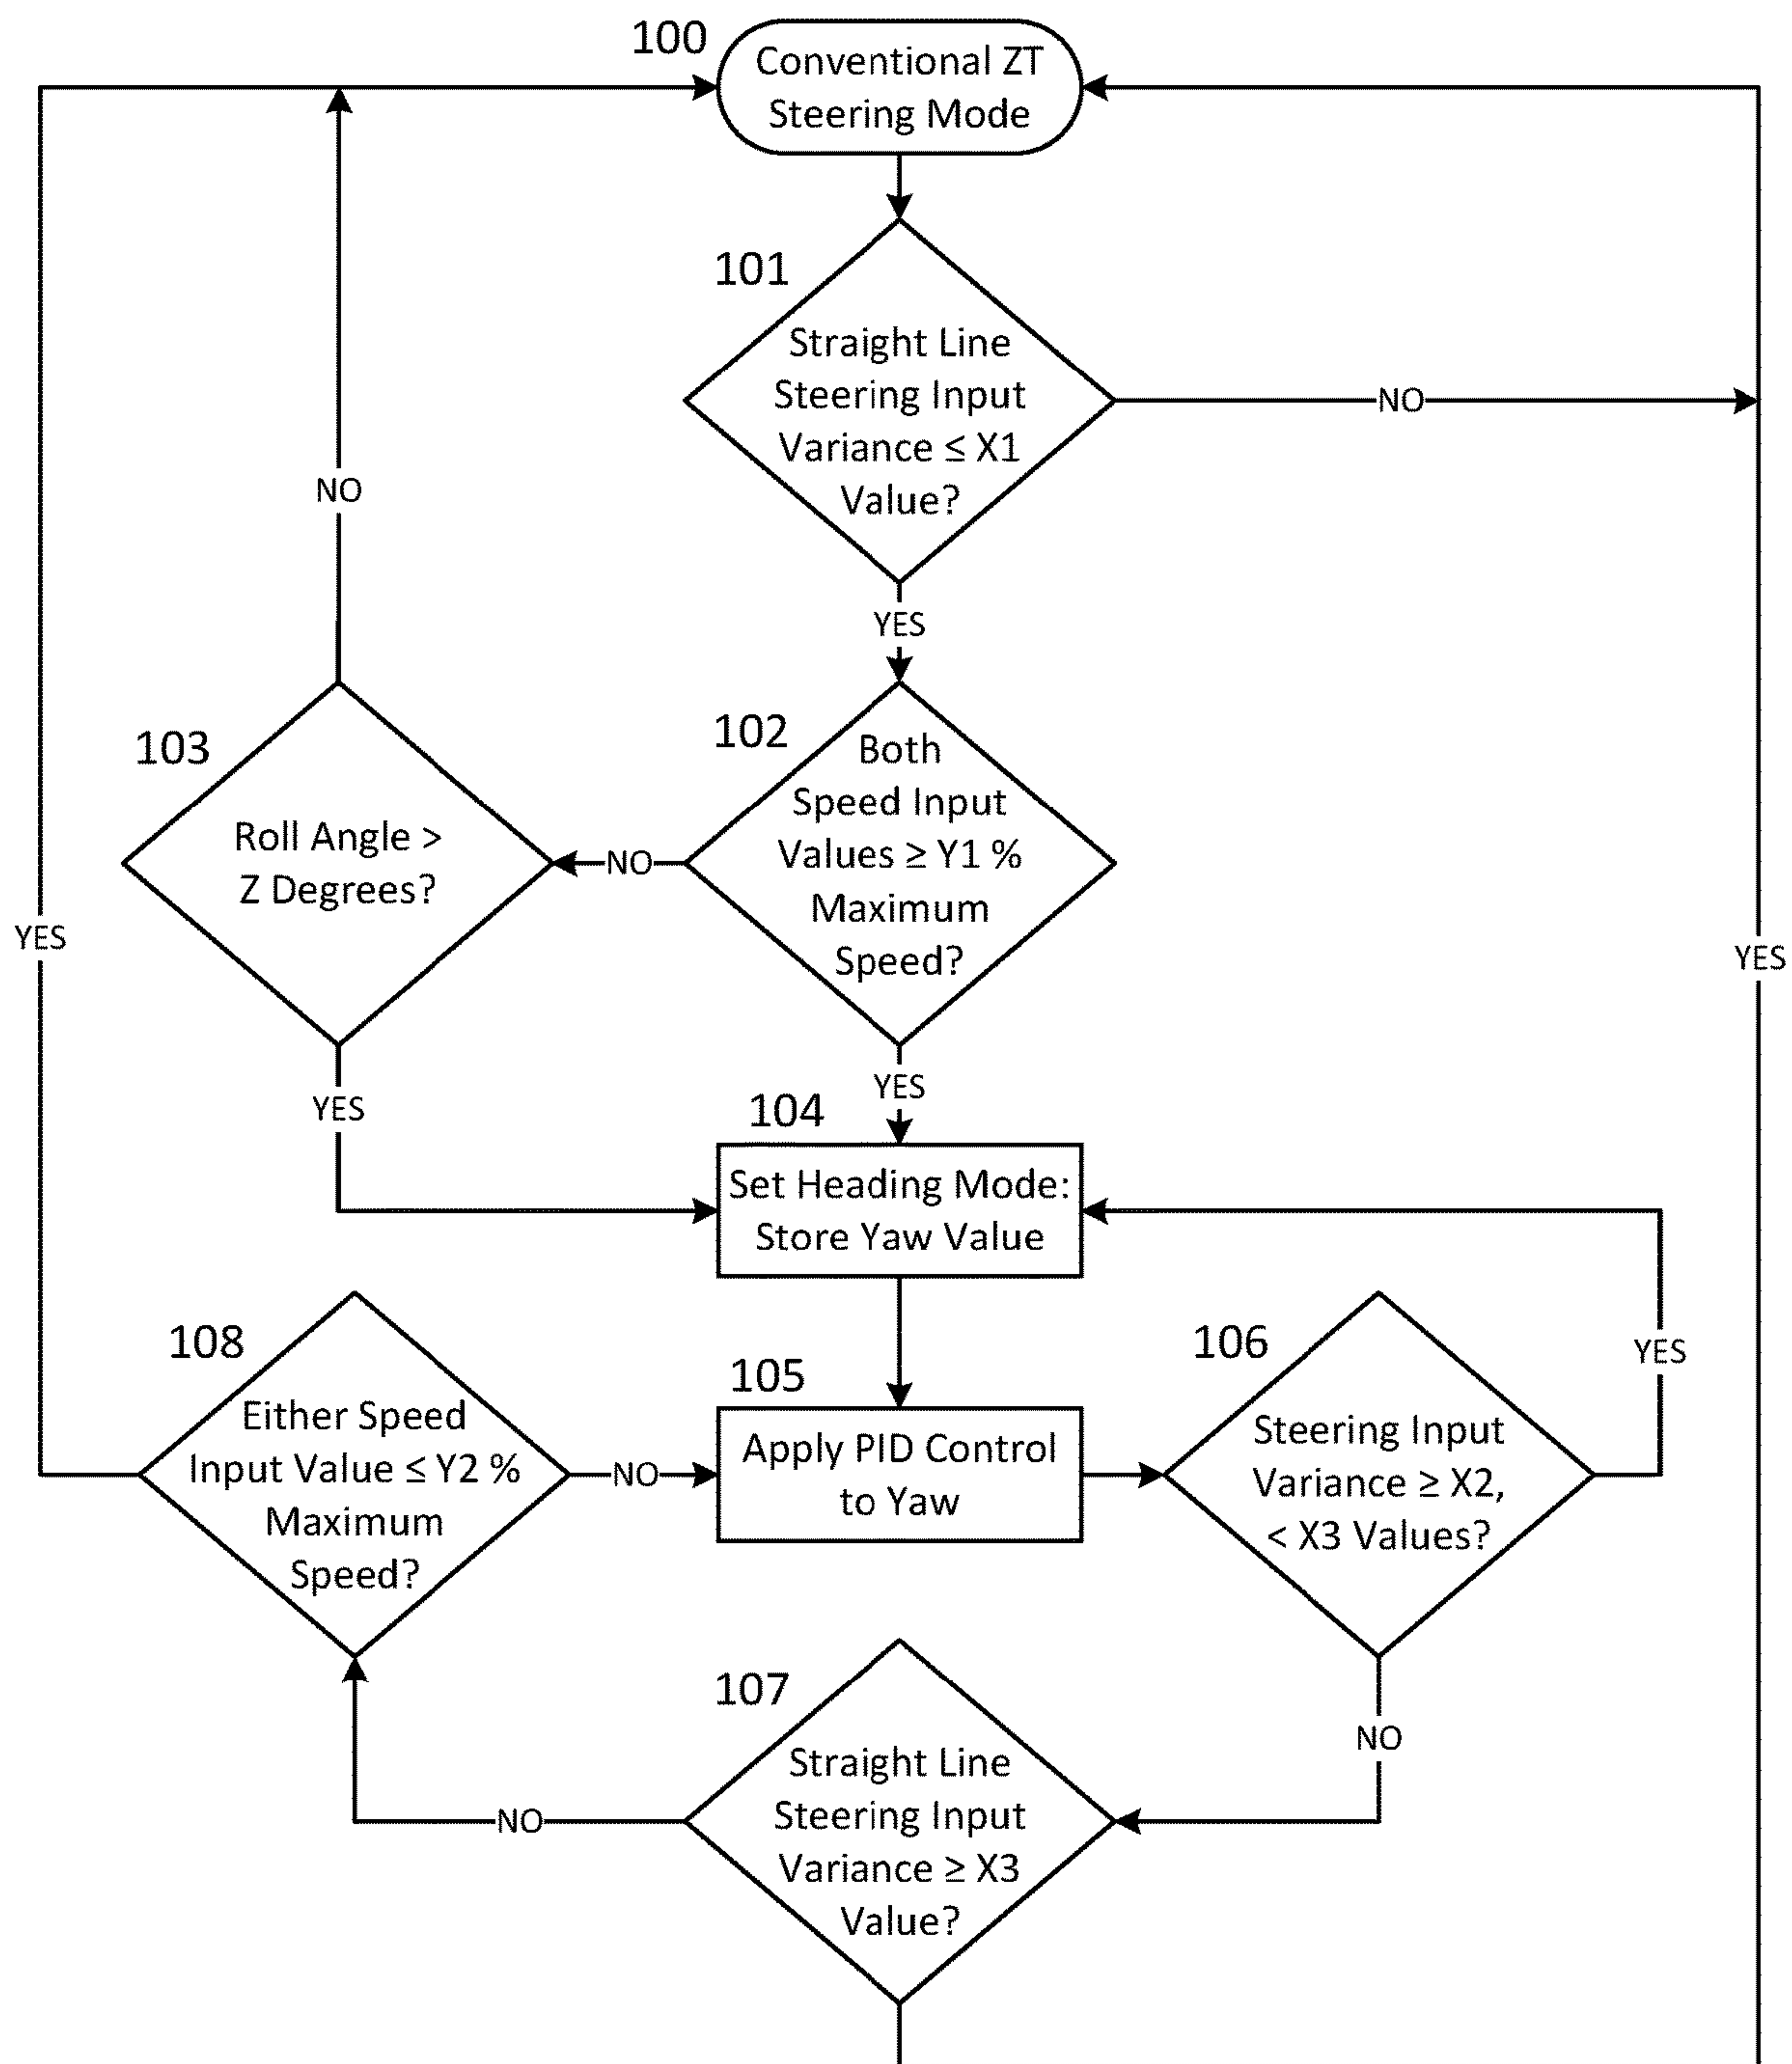 100
Conventional ZT
Steering Mode
101
Straight Line
Steering Input
Variance ≤ X1
Value?
NO
NO
YES
103
Roll Angle >
Z Degrees?
102
Both
Speed Input
Values ≥ Y1 %
Maximum
Speed?
NO
YES
YES
YES
YES
104
Set Heading Mode:
Store Yaw Value
108
Either Speed
Input Value ≤ Y2 %
Maximum
Speed?
NO
105
Apply PID Control
to Yaw
106
Steering Input
Variance ≥ X2,
< X3 Values?
YES
NO
107
Straight Line
Steering Input
Variance ≥ X3
Value?
NO